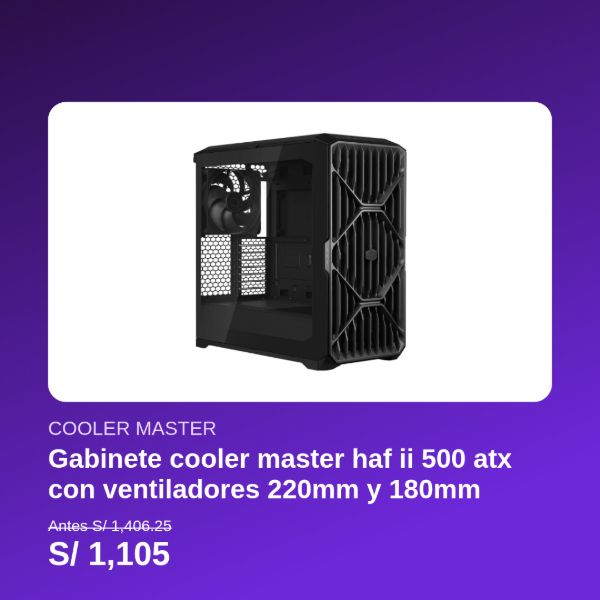 COOLER MASTER
Gabinete cooler master haf ii 500 atx
con ventiladores 220mm y 180mm
Antes S/ 1,406.25
S/ 1,105